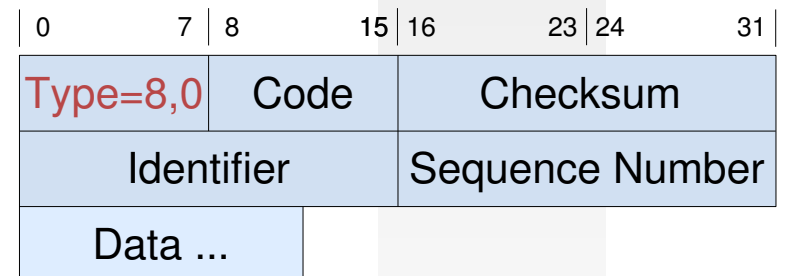 0 7 8 15 16 23 24 31
Type=8,0 Code Checksum
Identifier Sequence Number
Data ...